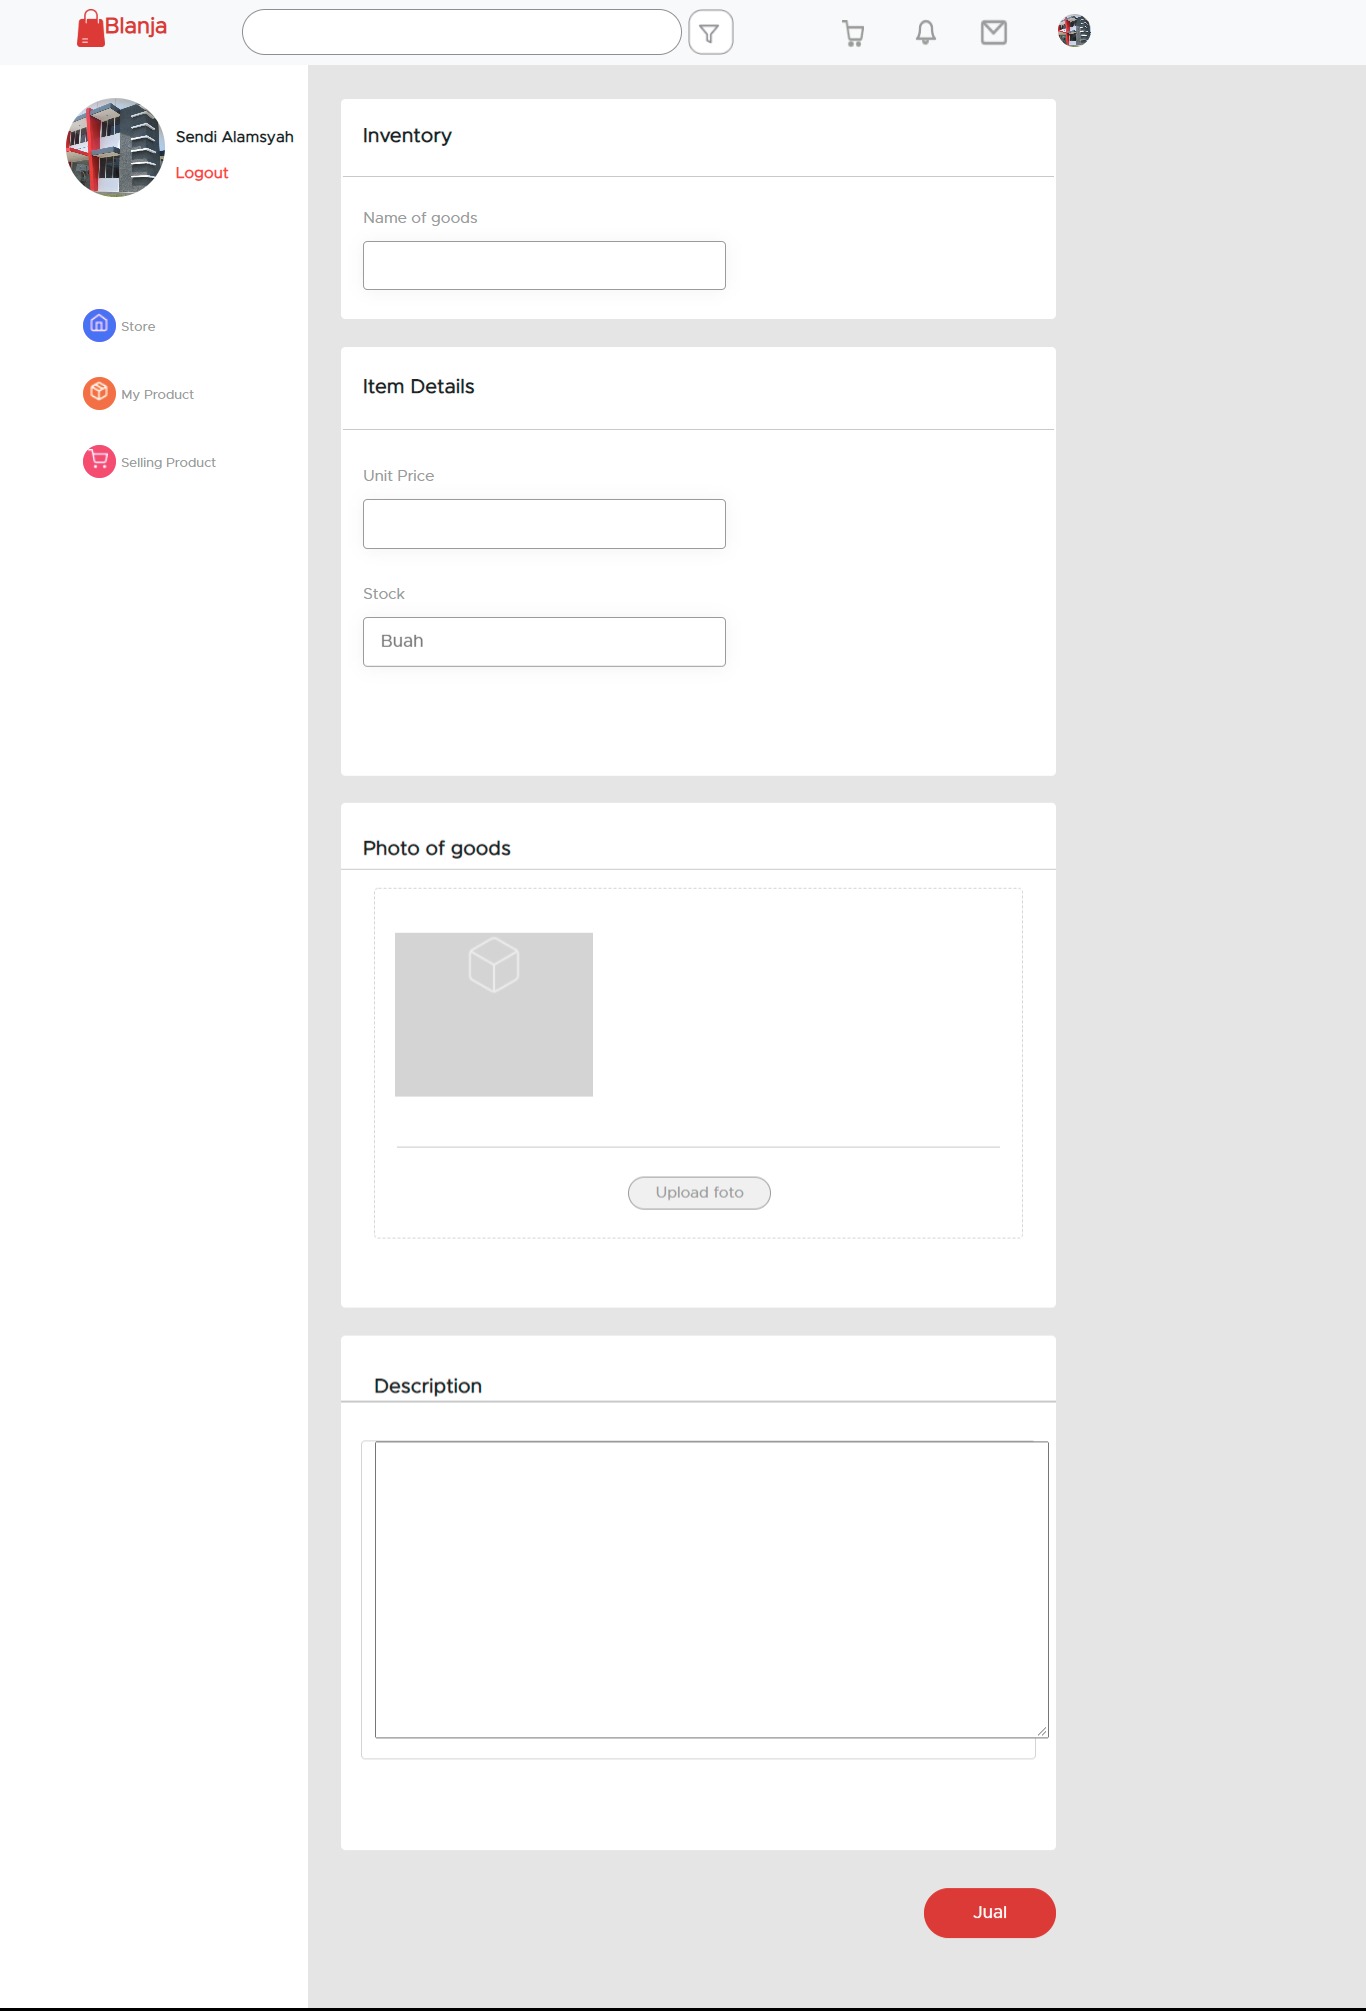 Blanja
Sendi Alamsyah
Logout
Store
My Product
Selling Product
Inventory
Name of goods
Item Details
Unit Price
Stock
Buah
Photo of goods
Upload foto
Description
Jual